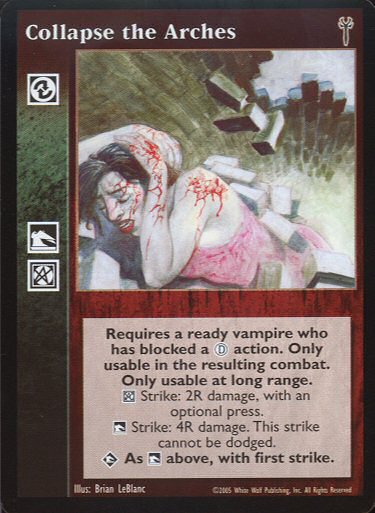 Collapse the Arches
Requires a ready vampire who
has blocked a D action. Only
usable in the resulting combat.
Only usable at long range.
Strike: 2R damage, with an
optional press.
Strike: 4R damage. This strike
cannot be dodged.
As above, with first strike.
Illus: Brian LeBlanc
©2005 White Wolf Publishing, Inc. All Rights Reserved